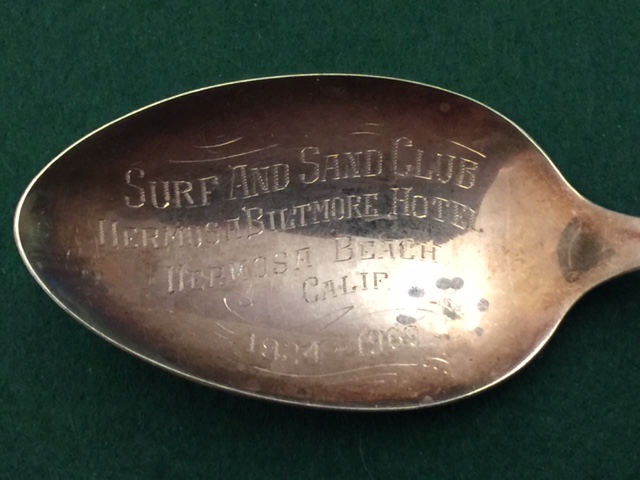 SURF AND SAND CLUB
HERMOSA BILTMORE HOTEL
HERMOSA BEACH
CALIF.